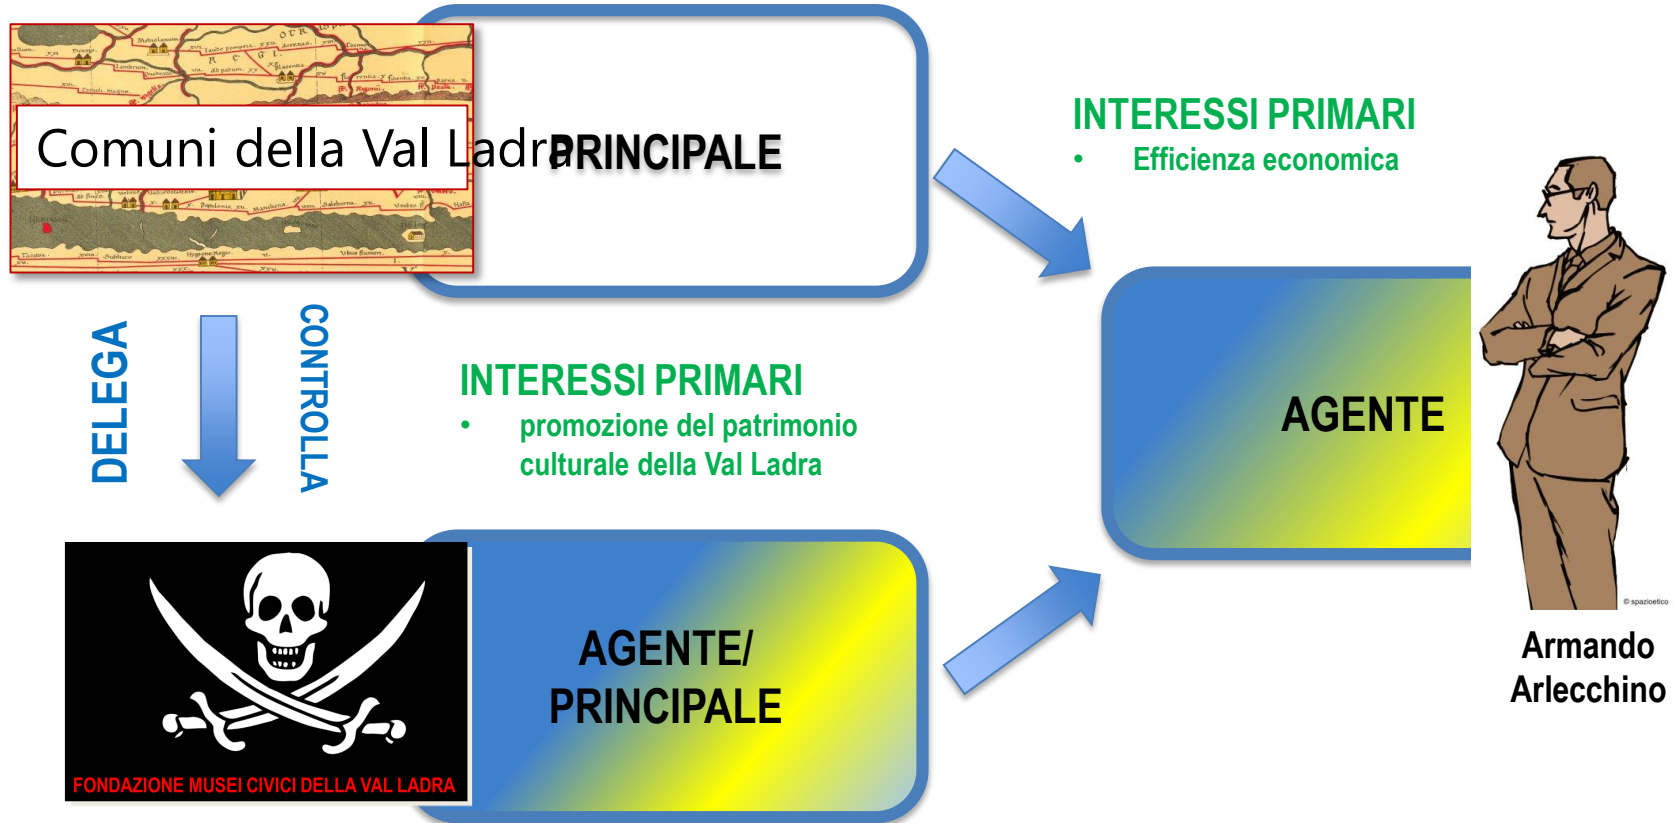 Comuni della Val Ladra
PRINCIPALE
INTERESSI PRIMARI
• Efficienza economica
DELEGA
CONTROLLA
INTERESSI PRIMARI
• promozione del patrimonio
culturale della Val Ladra
AGENTE
© spazioetico
Armando
Arlecchino
AGENTE/
PRINCIPALE
FONDAZIONE MUSEI CIVICI DELLA VAL LADRA